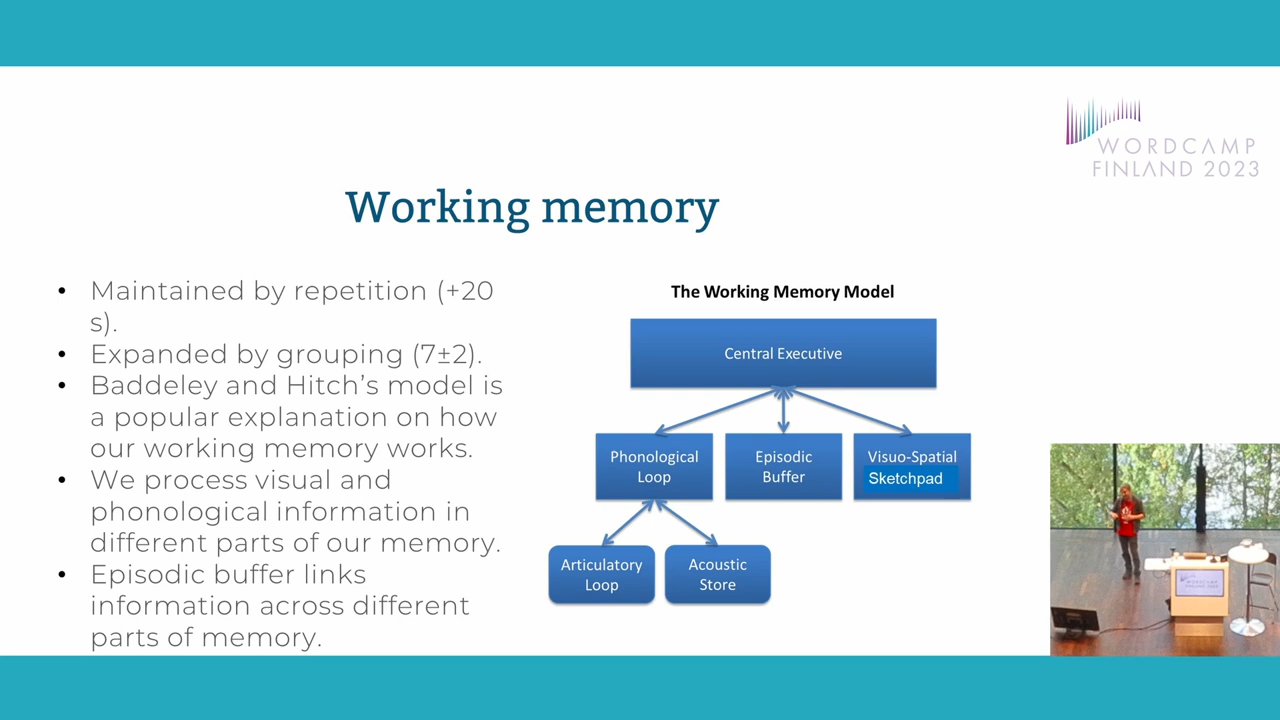 WORDCAMP
FINLAND 2023
Working memory
• Maintained by repetition (+20
s).
• Expanded by grouping (7±2).
• Baddeley and Hitch’s model is
a popular explanation on how
our working memory works.
• We process visual and
phonological information in
different parts of our memory.
• Episodic buffer links
information across different
parts of memory.
The Working Memory Model
Central Executive
Phonological
Loop
Episodic
Buffer
Visuo-Spatial
Sketchpad
Articulatory
Loop
Acoustic
Store
WORDCAMP
FINLAND 2023